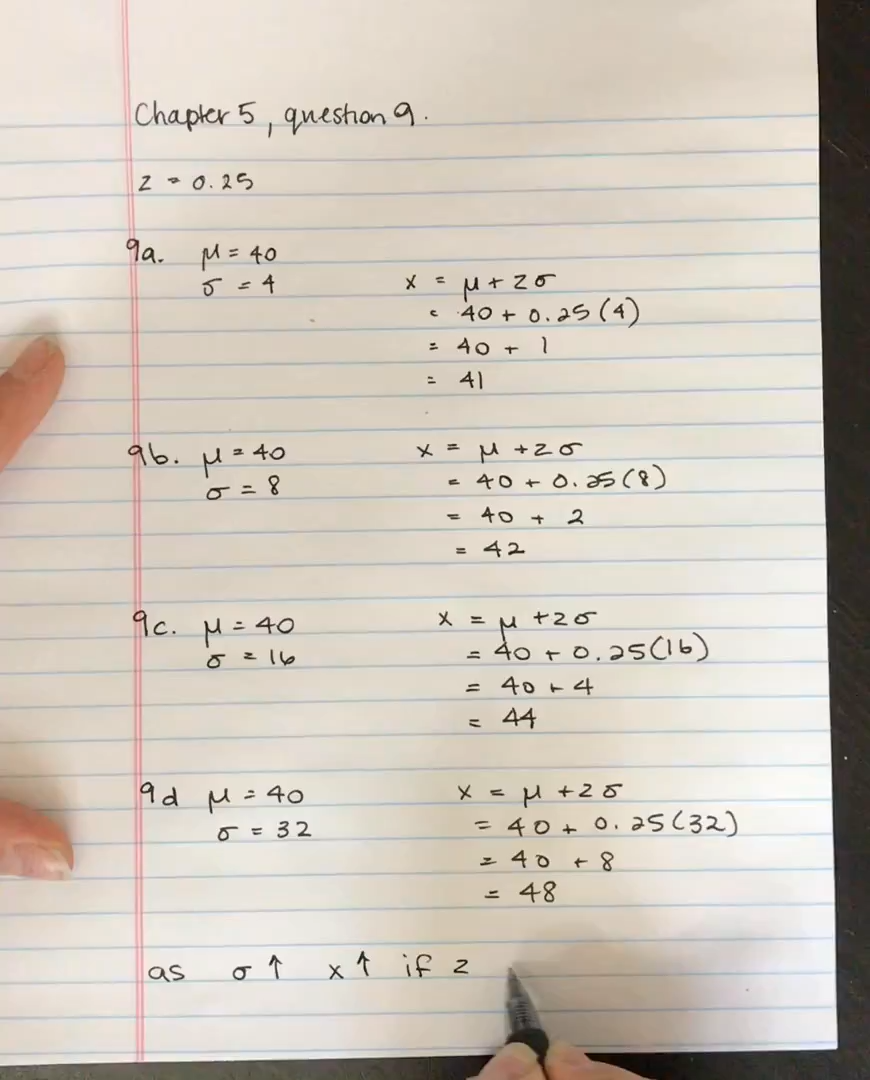 Chapter 5, question 9.
z = 0.25
9a. μ = 40
σ = 4
x = μ + zσ
= 40 + 0.25(4)
= 40 + 1
= 41
9b. μ = 40
σ = 8
x = μ + zσ
= 40 + 0.25(8)
= 40 + 2
= 42
9c. μ = 40
σ = 16
x = μ + zσ
= 40 + 0.25(16)
= 40 + 4
= 44
9d μ = 40
σ = 32
x = μ + zσ
= 40 + 0.25(32)
= 40 + 8
= 48
as σ↑ x↑ if z